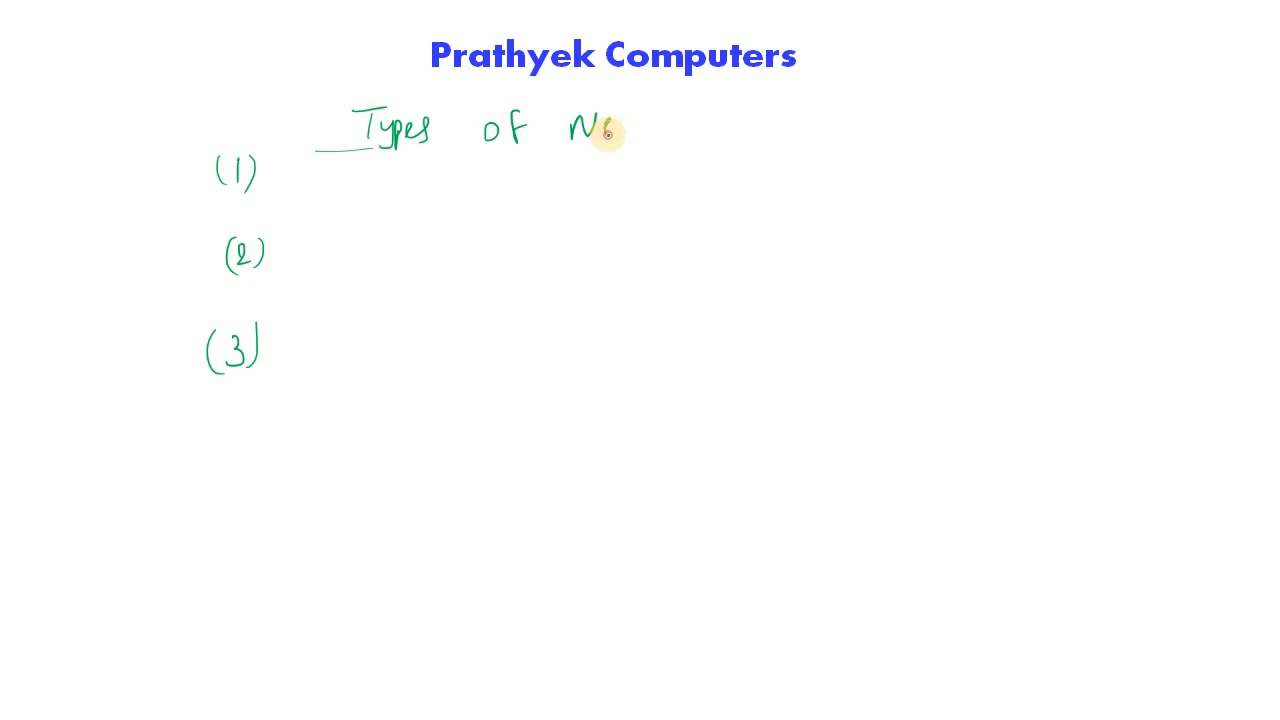 Prathyek Computers
Types of
(1)
(2)
(3)